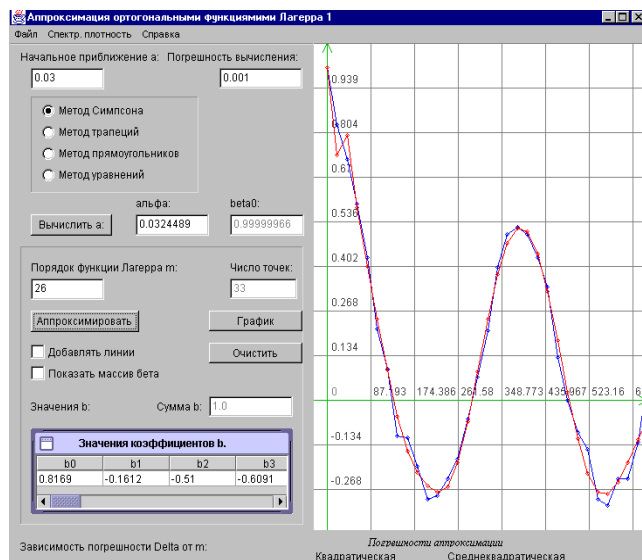 Аппроксимация ортогональными функциямими Лагерра 1
Файл Спектр. плотность Справка
Начальное приближение а: Погрешность вычисления:
0.03 0.001
Метод Симпсона
Метод трапеций
Метод прямоугольников
Метод уравнений
альфа: beta0:
Вычислить а: 0.0324489 0.99999966
Порядок функции Лагерра m: Число точек:
26 33
Аппроксимировать График
Добавлять линии Очистить
Показать массив бета
Значения b: Сумма b: 1.0
Значения коэффициентов b.
b0 b1 b2 b3
0.8169 -0.1612 -0.51 -0.6091
Зависимость погрешности Delta от m:
0.939
0.804
0.67
0.536
0.402
0.268
0.134
0 87.193 174.386 261.58 348.773 435.967 523.16 6
-0.134
-0.268
Погрешности аппроксимации
Квадратическая Среднеквадратическая